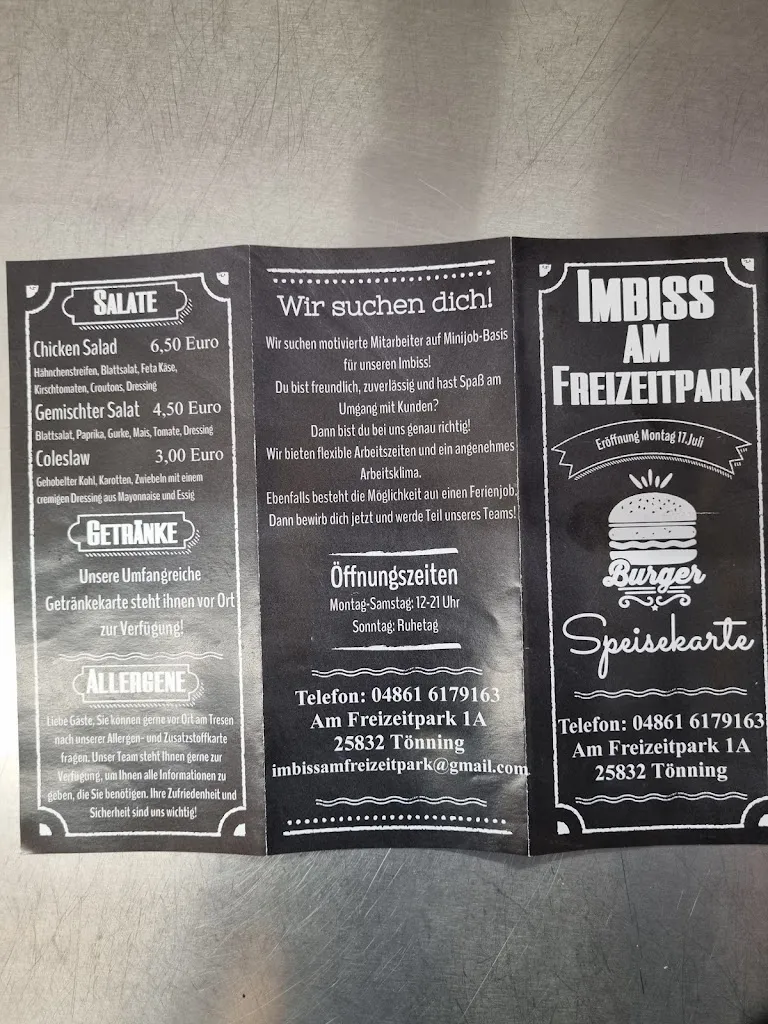 SALATE
Chicken Salad 6,50 Euro
Hähnchenstreifen, Blattsalat, Feta Käse,
Kirschtomaten, Croutons, Dressing
Gemischter Salat 4,50 Euro
Blattsalat, Paprika, Gurke, Mais, Tomate, Dressing
Coleslaw 3,00 Euro
Gehobelter Kohl, Karotten, Zwiebeln mit einem
cremigen Dressing aus Mayonnaise und Essig
GETRÄNKE
Unsere Umfangreiche
Getränkekarte steht ihnen vor Ort
zur Verfügung!
ALLERGENE
Liebe Gäste, Sie können gerne vor Ort am Tresen
nach unserer Allergen- und Zusatzstoffkarte
fragen. Unser Team steht Ihnen gerne zur
Verfügung, um Ihnen alle Informationen zu
geben, die Sie benötigen. Ihre Zufriedenheit und
Sicherheit sind uns wichtig!
Wir suchen dich!
Wir suchen motivierte Mitarbeiter auf Minijob-Basis
für unseren Imbiss!
Du bist freundlich, zuverlässig und hast Spaß am
Umgang mit Kunden?
Dann bist du bei uns genau richtig!
Wir bieten flexible Arbeitszeiten und ein angenehmes
Arbeitsklima.
Ebenfalls besteht die Möglichkeit auf einen Ferienjob.
Dann bewirb dich jetzt und werde Teil unseres Teams!
Öffnungszeiten
Montag-Samstag: 12-21 Uhr
Sonntag: Ruhetag
Telefon: 04861 6179163
Am Freizeitpark 1A
25832 Tönning
imbissamfreizeitpark@gmail.com
IMBISS
AM
FREIZEITPARK
Eröffnung Montag 17.Juli
Burger
Speisekarte
Telefon: 04861 6179163
Am Freizeitpark 1A
25832 Tönning